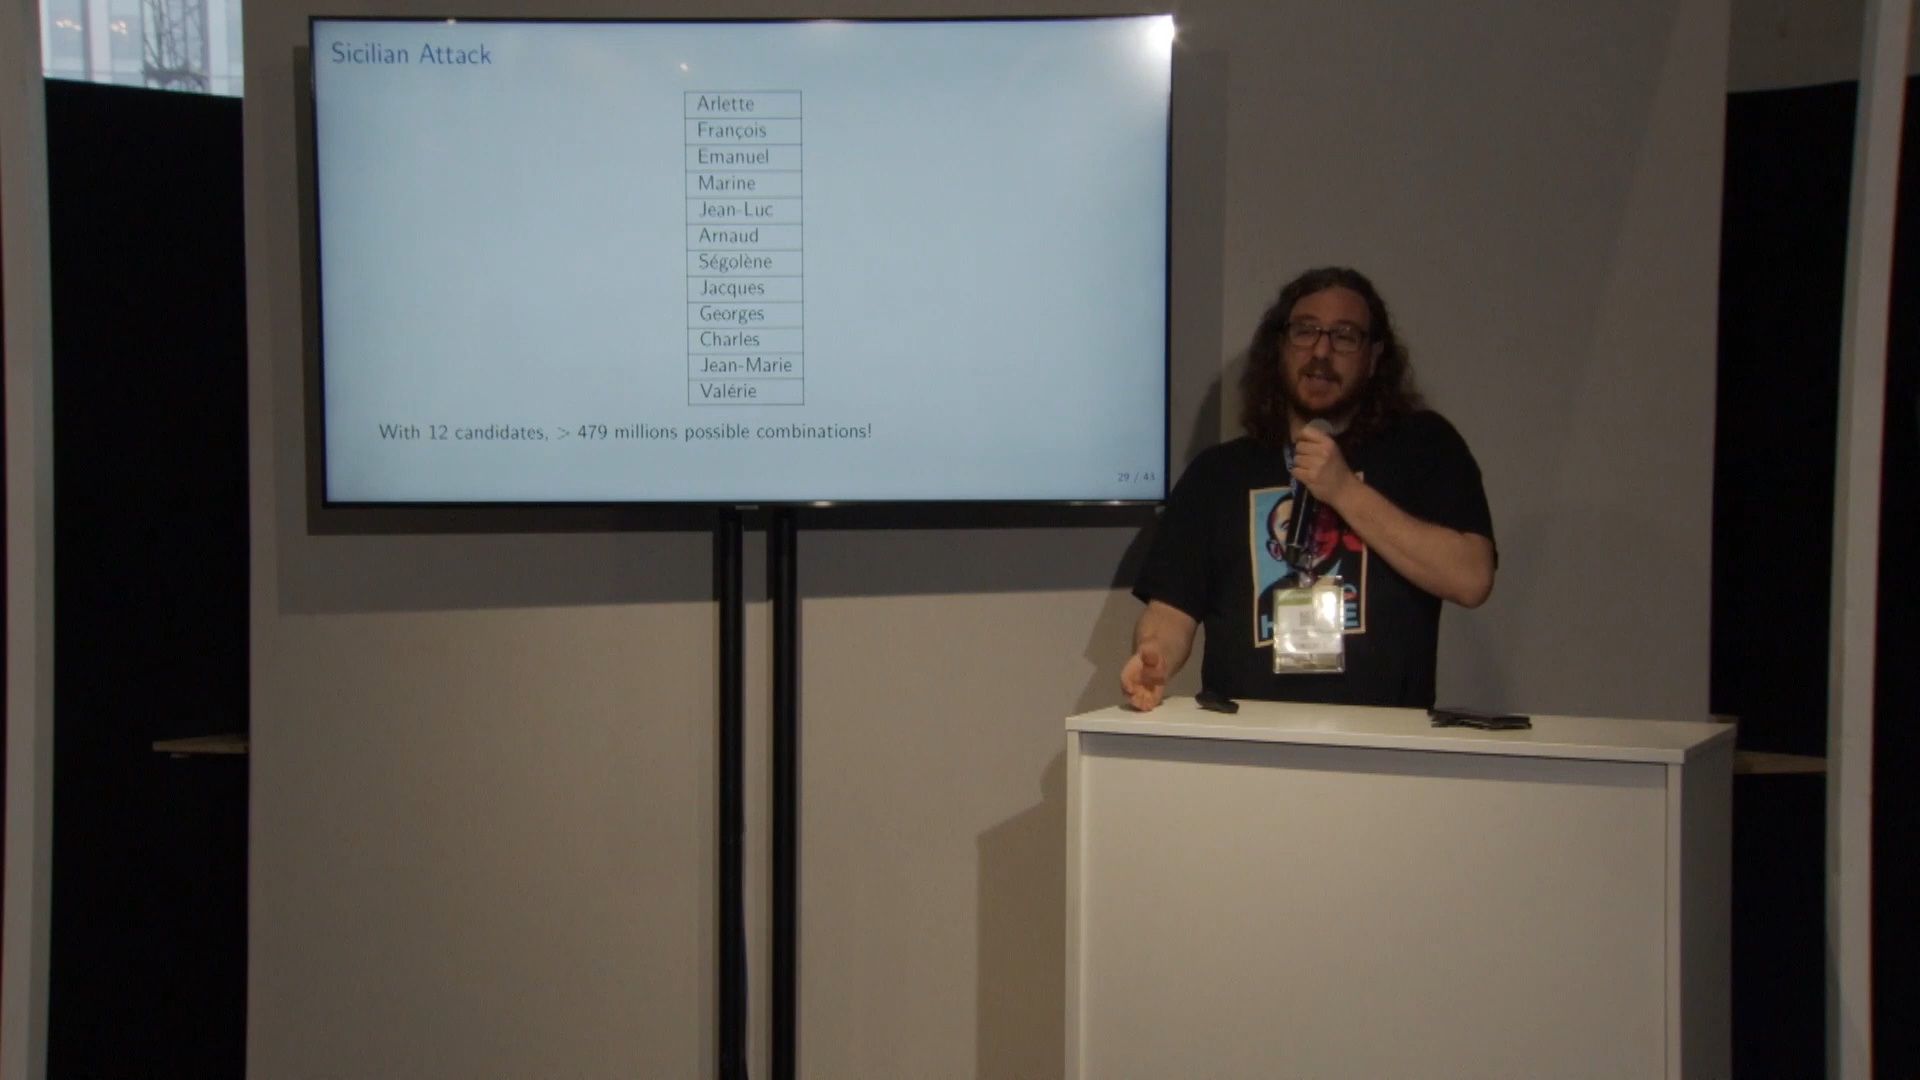 Sicilian Attack
Arlette
François
Emanuel
Marine
Jean-Luc
Arnaud
Ségolène
Jacques
Georges
Charles
Jean-Marie
Valérie
With 12 candidates, > 479 millions possible combinations!
29 / 43